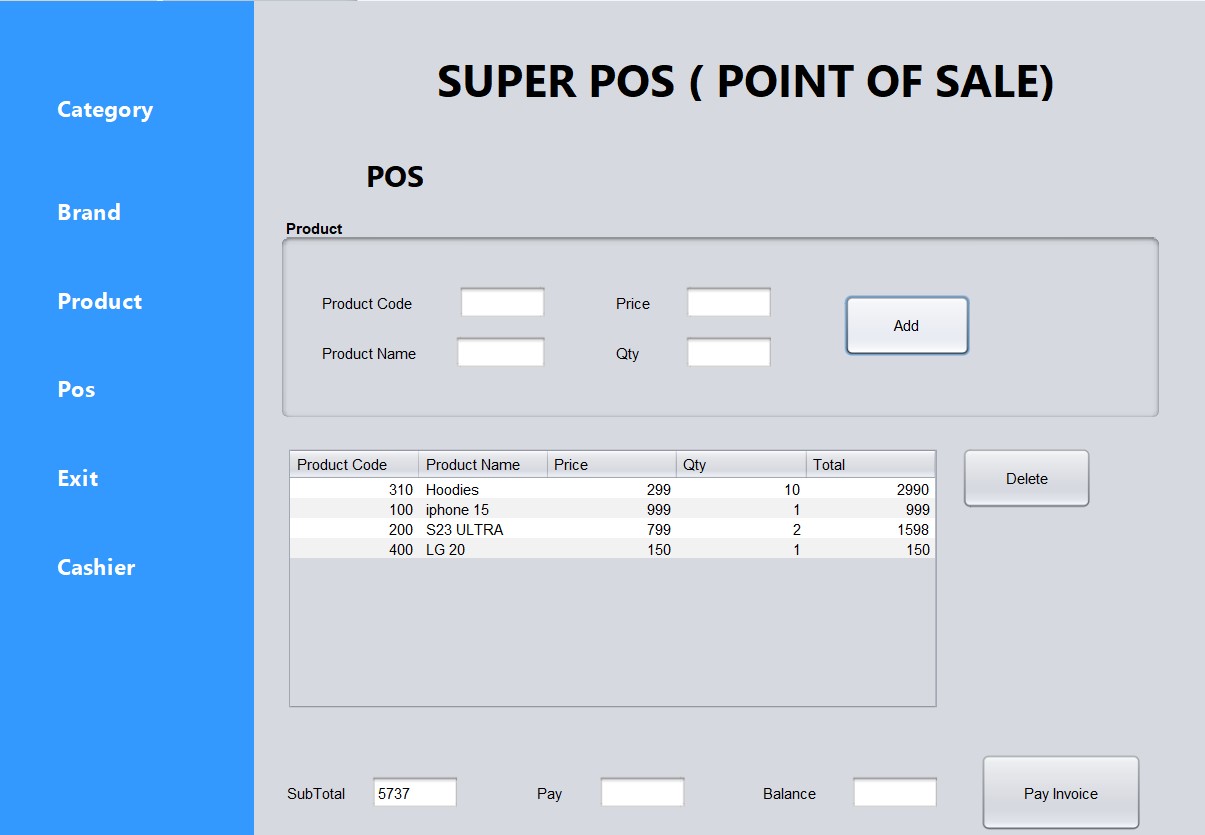 SUPER POS ( POINT OF SALE)
Category
POS
Brand
Product
Product
Product Code Price
Add
Product Name Qty
Pos
Product Code Product Name Price Qty Total
Delete
310 Hoodies 299 10 2990
100 iphone 15 999 1 999
200 S23 ULTRA 799 2 1598
400 LG 20 150 1 150
Exit
Cashier
SubTotal 5737 Pay Balance Pay Invoice